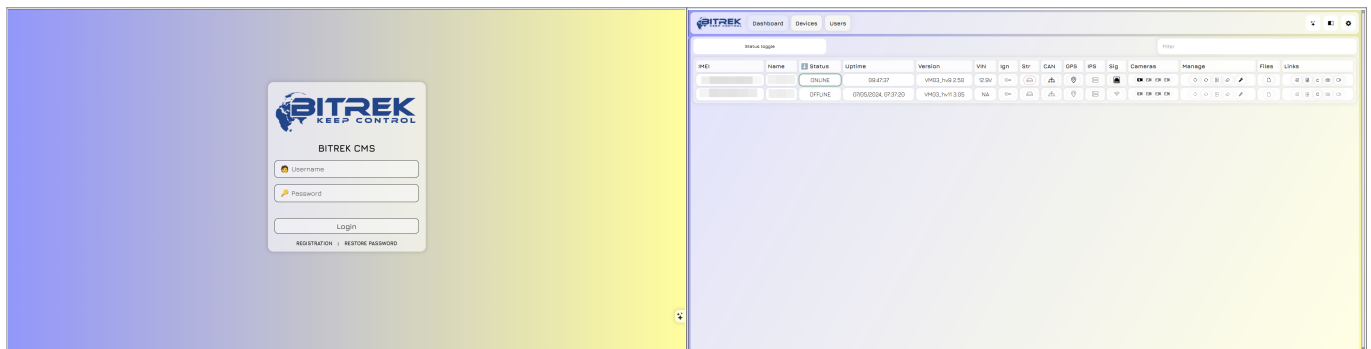 BITREK
KEEP CONTROL
BITREK CMS
Username
Password
Login
REGISTRATION | RESTORE PASSWORD
BITREK
KEEP CONTROL
Dashboard Devices Users
Status toggle Filter
IMEI Name Status Uptime Version VIN Ign Str CAN GPS IPS Sig Cameras Manage Files Links
ONLINE 09:47:37 VM03_hv9 2.50 12.9V
OFFLINE 07/05/2024, 07:37:20 VM03_hv11 3.05 NA